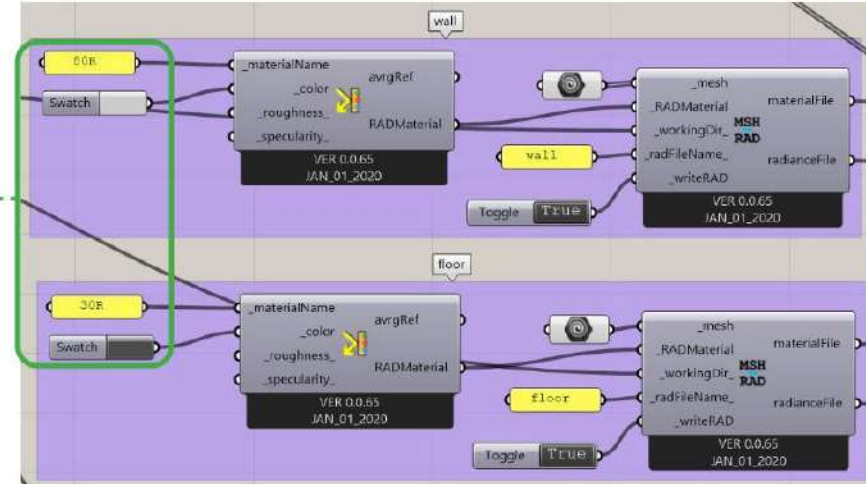 wall
80R
Swatch
_materialName
_color
_roughness_
_specularity_
avrgRef
RADMaterial
VER 0.0.65
JAN_01_2020
wall
Toggle True
_mesh
_RADMaterial
_workingDir_
_radFileName_
_writeRAD
MSH
RAD
materialFile
radianceFile
VER 0.0.65
JAN_01_2020
floor
30R
Swatch
_materialName
_color
_roughness_
_specularity_
avrgRef
RADMaterial
VER 0.0.65
JAN_01_2020
floor
Toggle True
_mesh
_RADMaterial
_workingDir_
_radFileName_
_writeRAD
MSH
RAD
materialFile
radianceFile
VER 0.0.65
JAN_01_2020